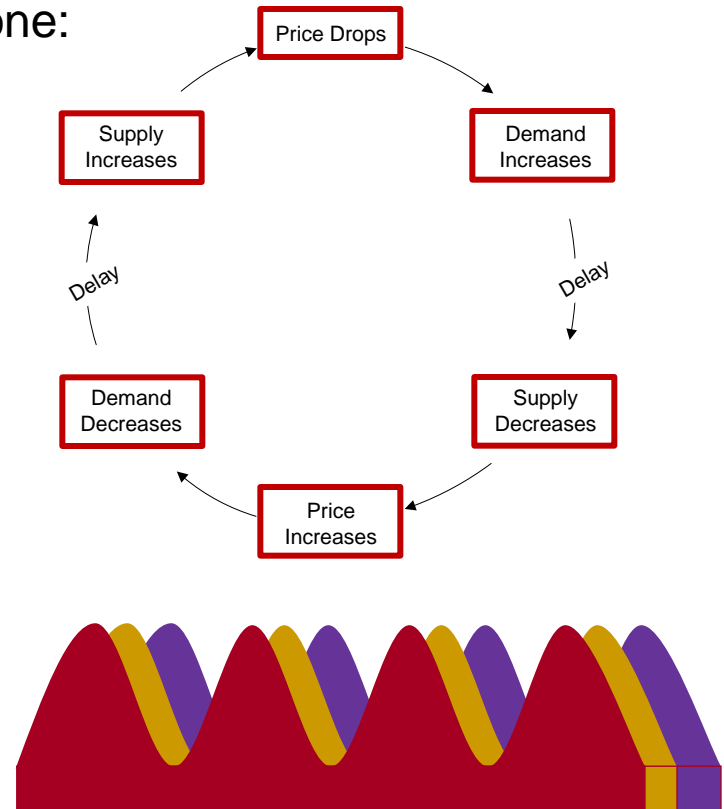 one:
Price Drops
Supply
Increases
Demand
Increases
Delay
Delay
Demand
Decreases
Supply
Decreases
Price
Increases